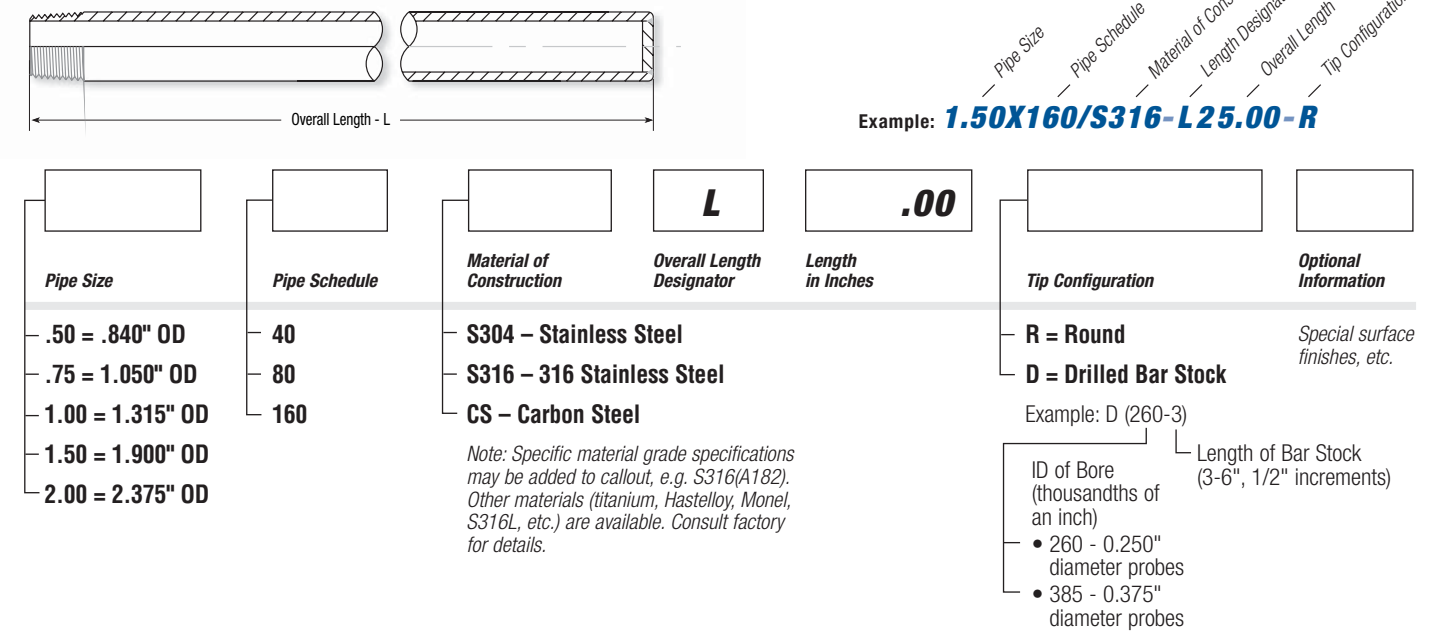 Overall Length - L
Pipe Size
Pipe Schedule
Material of
Length
Overall Length
Tip Configuration
Example: 1.50X160/S316-L25.00-R
L
.00
Pipe Size
Pipe Schedule
Material of
Construction
Overall Length
Designator
Length
in Inches
Tip Configuration
Optional
Information
.50 = .840" OD
.75 = 1.050" OD
1.00 = 1.315" OD
1.50 = 1.900" OD
2.00 = 2.375" OD
40
80
160
S304 – Stainless Steel
S316 – 316 Stainless Steel
CS – Carbon Steel
Note: Specific material grade specifications
may be added to callout, e.g. S316(A182).
Other materials (titanium, Hastelloy, Monel,
S316L, etc.) are available. Consult factory
for details.
R = Round
D = Drilled Bar Stock
Example: D (260-3)
Length of Bar Stock
(3-6", 1/2" increments)
ID of Bore
(thousandths of
an inch)
• 260 - 0.250"
diameter probes
• 385 - 0.375"
diameter probes
Special surface
finishes, etc.